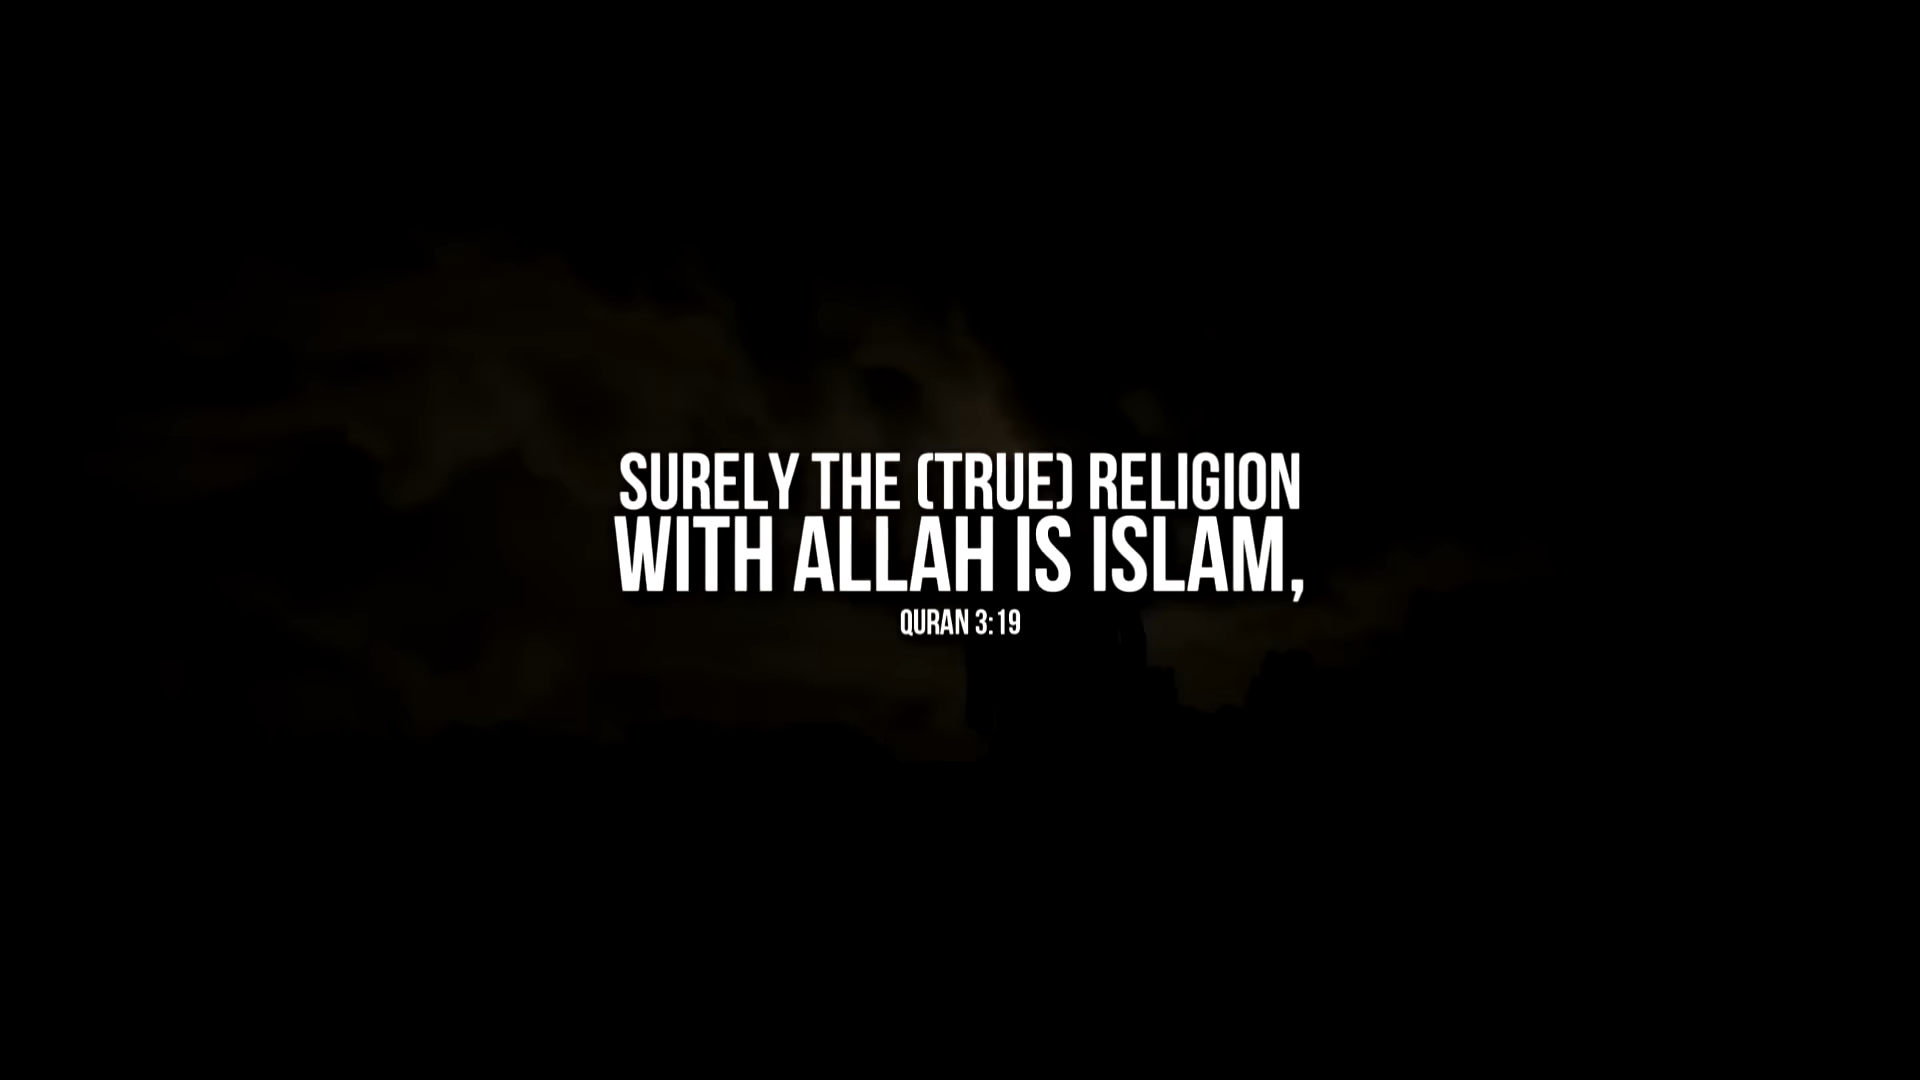 SURELY THE (TRUE) RELIGION
WITH ALLAH IS ISLAM,
QURAN 3:19